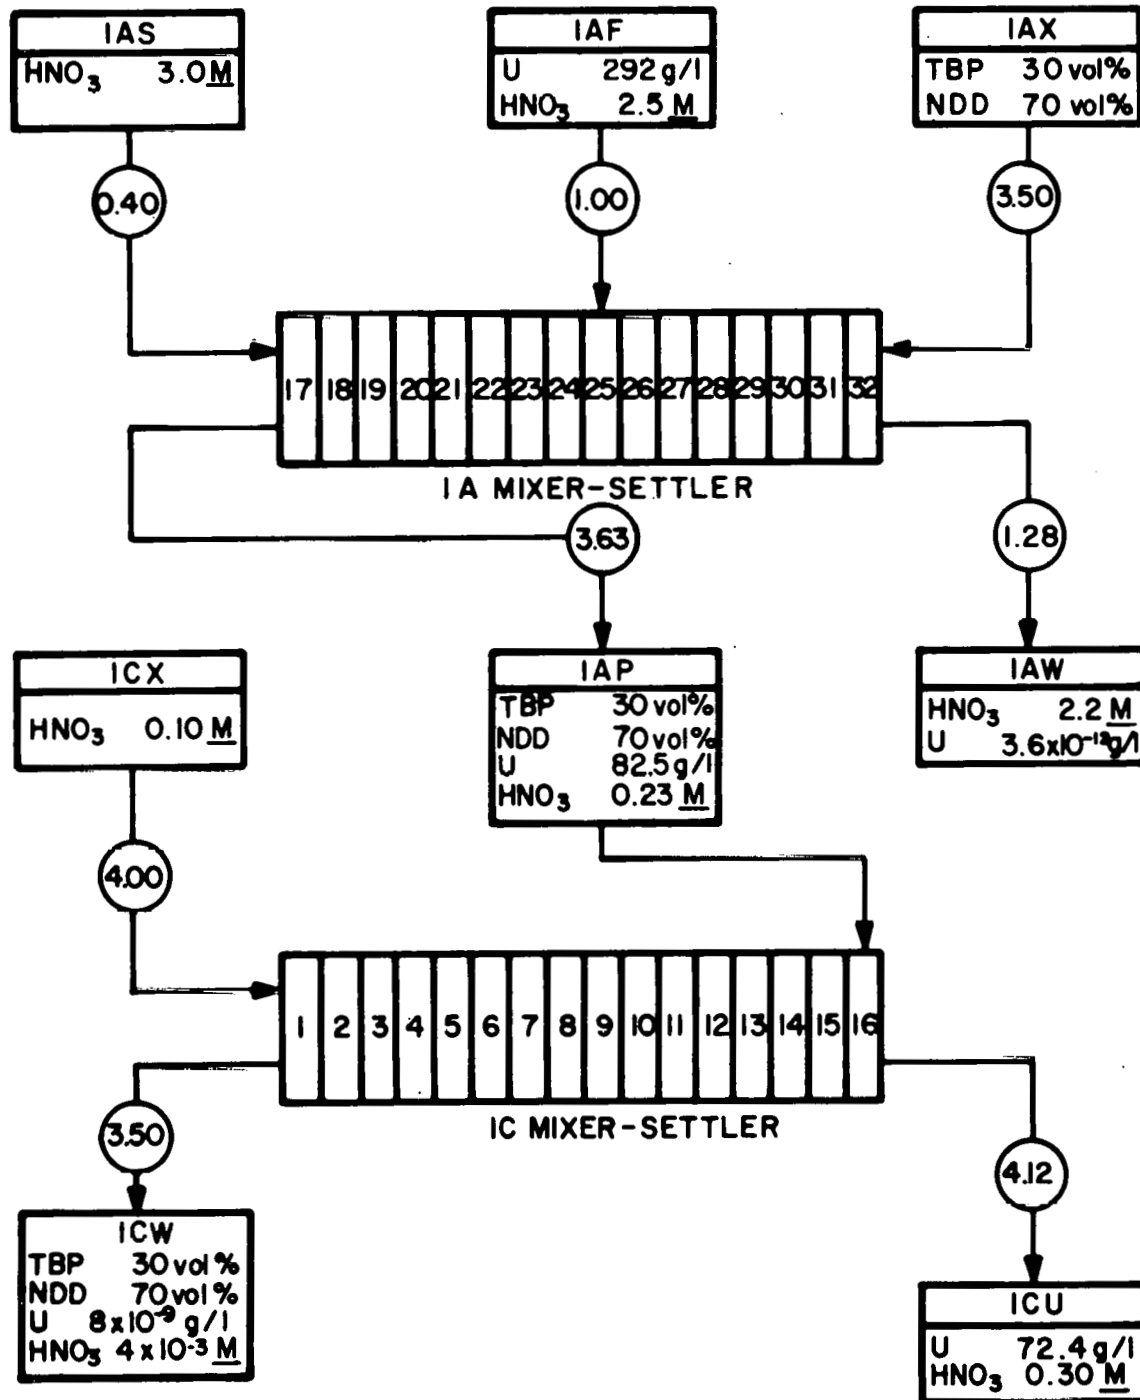 IAS
HNO3 3.0 M
IAF
U 292 g/l
HNO3 2.5 M
IAX
TBP 30 vol%
NDD 70 vol%
0.40
1.00
3.50
17 18 19 20 21 22 23 24 25 26 27 28 29 30 31 32
IA MIXER-SETTLER
3.63
1.28
ICX
HNO3 0.10 M
IAP
TBP 30 vol%
NDD 70 vol%
U 82.5 g/l
HNO3 0.23 M
IAW
HNO3 2.2 M
U 3.6x10-13g/l
4.00
1 2 3 4 5 6 7 8 9 10 11 12 13 14 15 16
IC MIXER-SETTLER
3.50
4.12
ICW
TBP 30 vol%
NDD 70 vol%
U 8x10-9 g/l
HNO3 4x10-3 M
ICU
U 72.4 g/l
HNO3 0.30 M